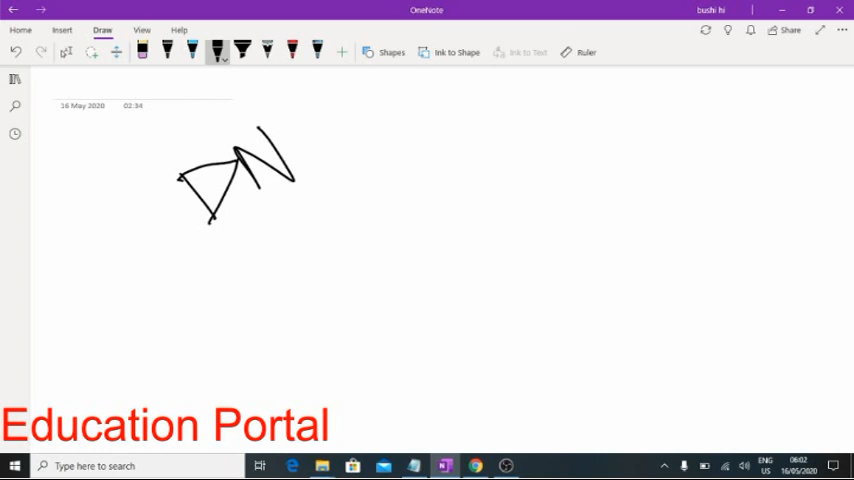 OneNote
bushi hi
Home Insert Draw View Help
Share
Shapes Ink to Shape Ink to Text Ruler
16 May 2020 02:34
DN
Education Portal
Type here to search
ENG 06:02
US 16/05/2020